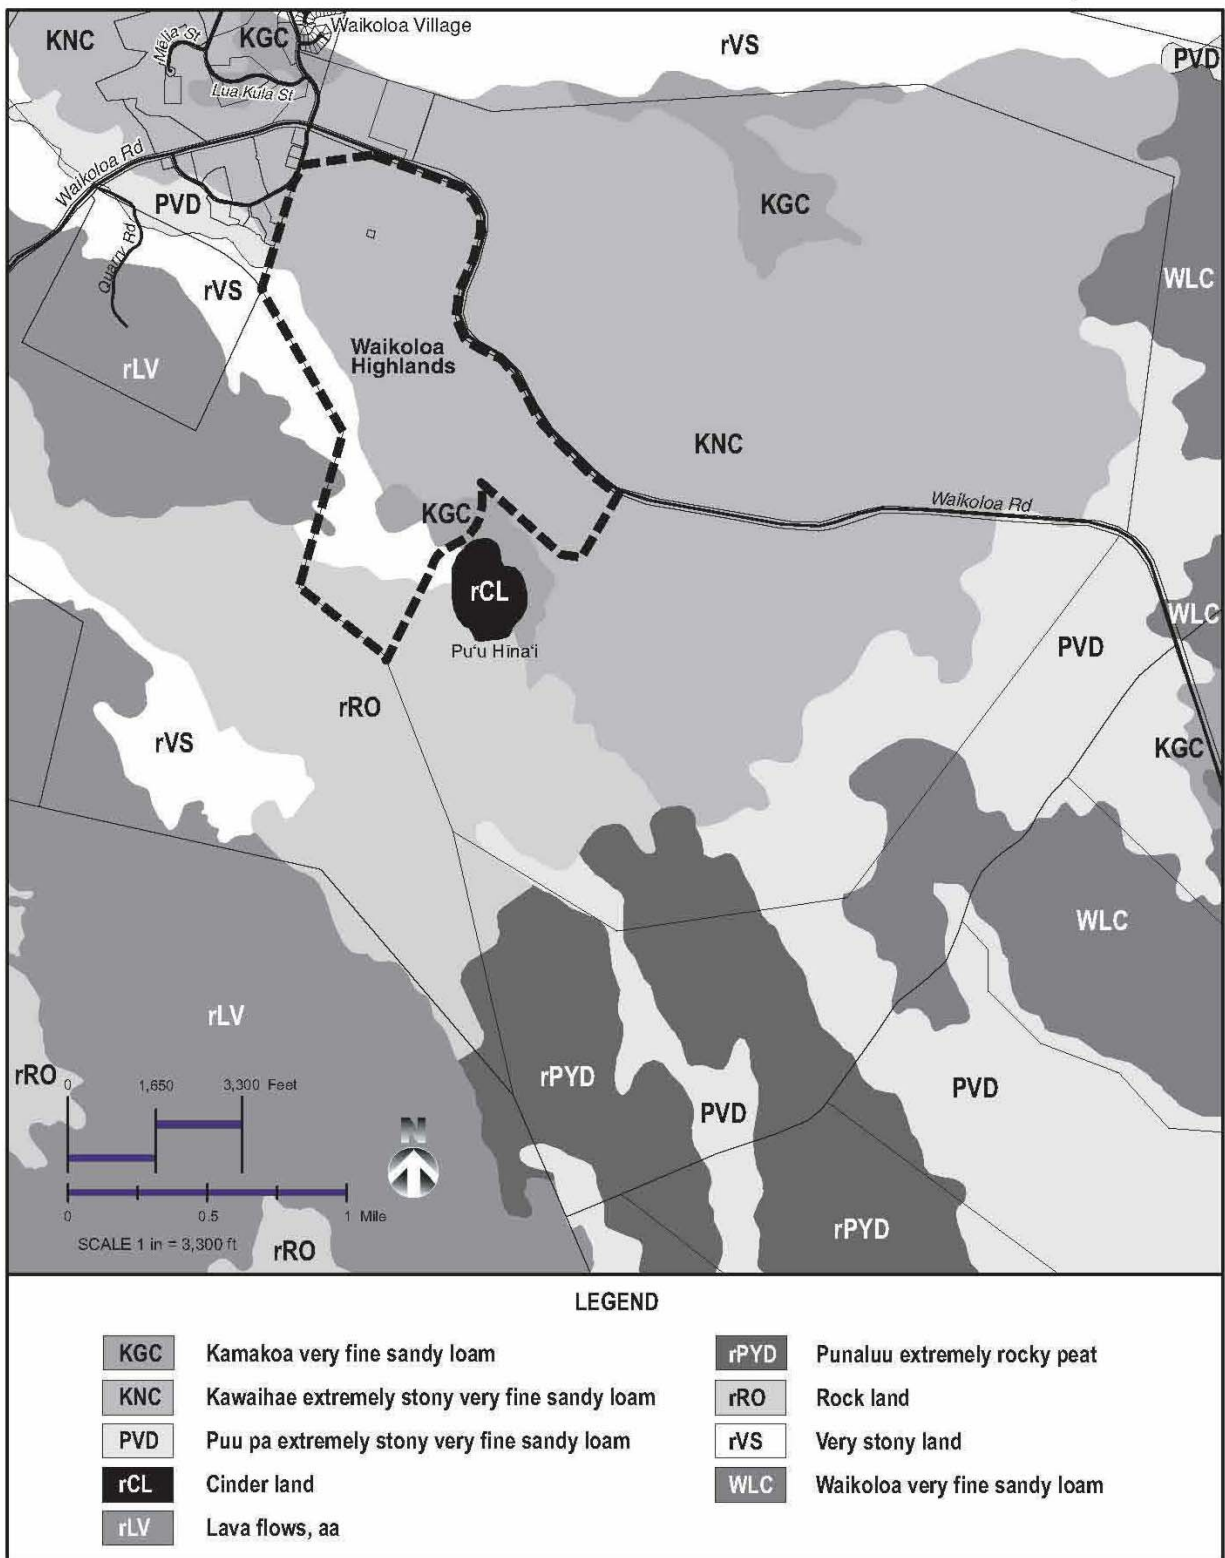 KNC
Mēlia St
KGC
Waikoloa Village
rVS
PVD
Lua Kula St
Waikoloa Rd
PVD
KGC
Quarry Rd
rVS
WLC
Waikoloa
Highlands
rLV
KNC
Waikoloa Rd
KGC
rCL
WLC
Pu‘u Hina‘i
PVD
rRO
rVS
KGC
WLC
rLV
rRO
0
1,650
3,300 Feet
rPYD
PVD
PVD
N
0
0.5
1 Mile
SCALE 1 in = 3,300 ft
rRO
rPYD
LEGEND
KGC Kamakoa very fine sandy loam
KNC Kawaihae extremely stony very fine sandy loam
PVD Puu pa extremely stony very fine sandy loam
rCL Cinder land
rLV Lava flows, aa
rPYD Punaluu extremely rocky peat
rRO Rock land
rVS Very stony land
WLC Waikoloa very fine sandy loam